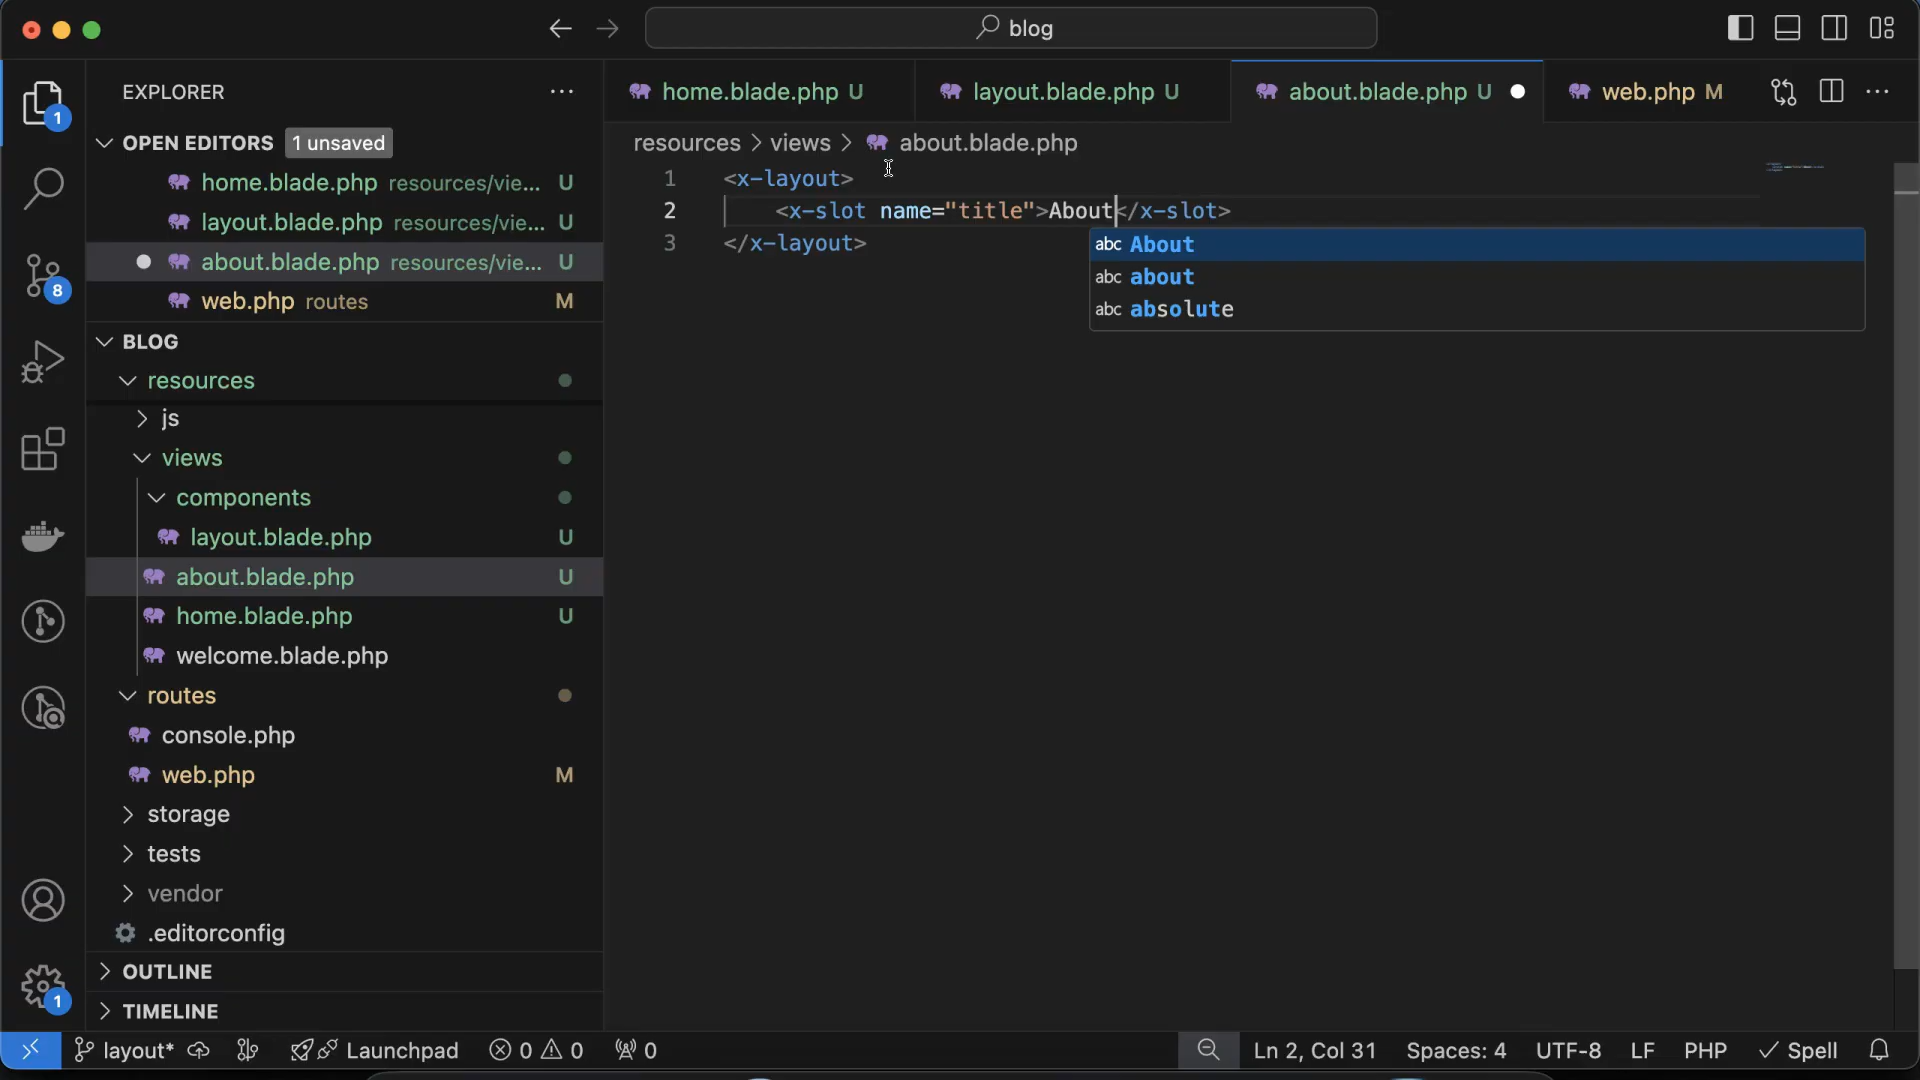 blog
EXPLORER
OPEN EDITORS 1 unsaved
home.blade.php resources/vie... U
layout.blade.php resources/vie... U
about.blade.php resources/vie... U
web.php routes M
BLOG
resources
js
views
components
layout.blade.php U
about.blade.php U
home.blade.php U
welcome.blade.php
routes
console.php
web.php M
storage
tests
vendor
.editorconfig
OUTLINE
TIMELINE
1
8
1
home.blade.php U
layout.blade.php U
about.blade.php U
web.php M
resources > views > about.blade.php
1 <x-layout>
2 <x-slot name="title">About</x-slot>
3 </x-layout>
abc About
abc about
abc absolute
layout* Launchpad 0 0 0 Ln 2, Col 31 Spaces: 4 UTF-8 LF PHP Spell